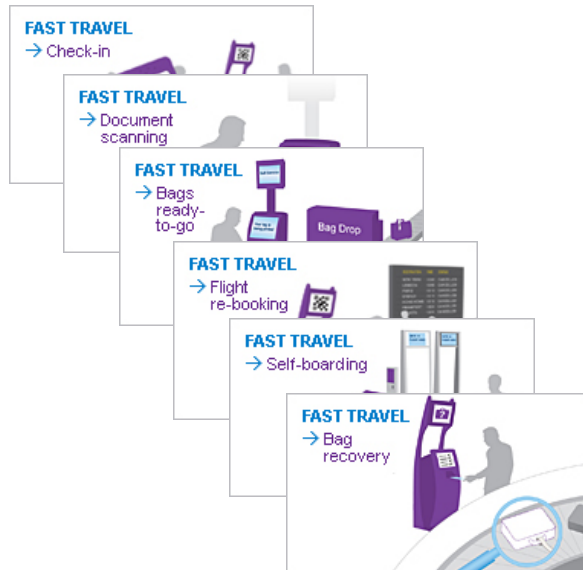 FAST TRAVEL
→ Check-in
FAST TRAVEL
→ Document
scanning
FAST TRAVEL
→ Bags
ready-
to-go
Bag Drop
FAST TRAVEL
→ Flight
re-booking
FAST TRAVEL
→ Self-boarding
FAST TRAVEL
→ Bag
recovery